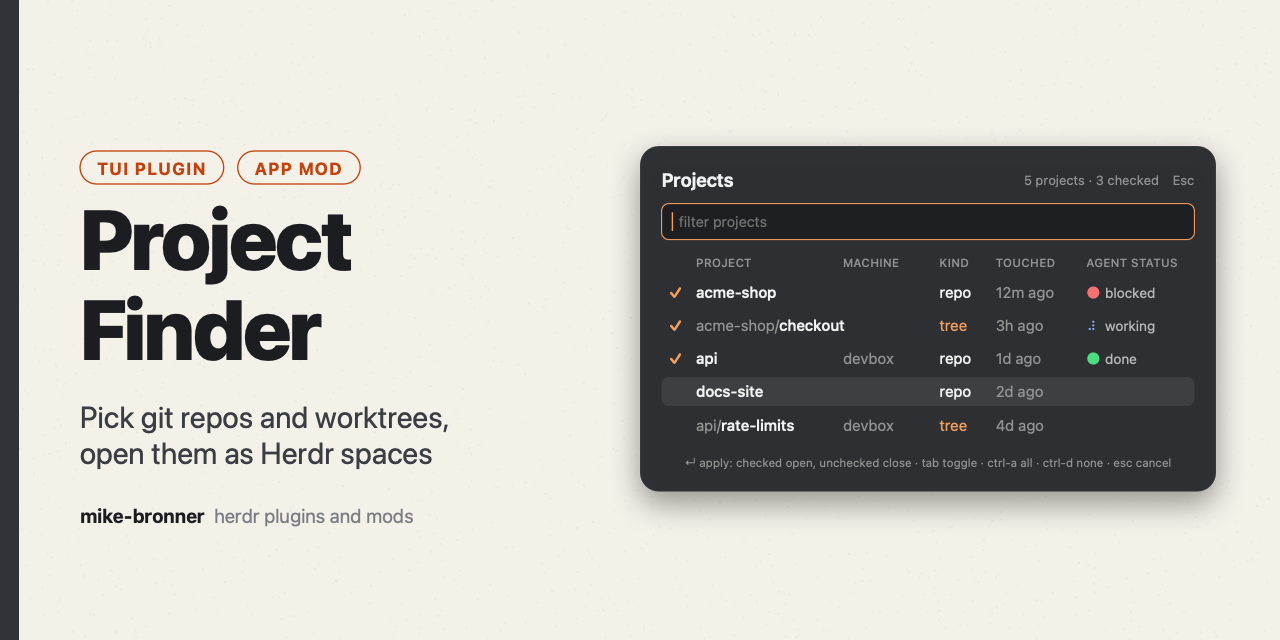 TUI PLUGIN APP MOD
Project
Finder
Pick git repos and worktrees,
open them as Herdr spaces
mike-bronner herdr plugins and mods
Projects 5 projects · 3 checked Esc
filter projects
PROJECT MACHINE KIND TOUCHED AGENT STATUS
✓ acme-shop repo 12m ago blocked
✓ acme-shop/checkout tree 3h ago working
✓ api devbox repo 1d ago done
docs-site repo 2d ago
api/rate-limits devbox tree 4d ago
↵ apply: checked open, unchecked close · tab toggle · ctrl-a all · ctrl-d none · esc cancel